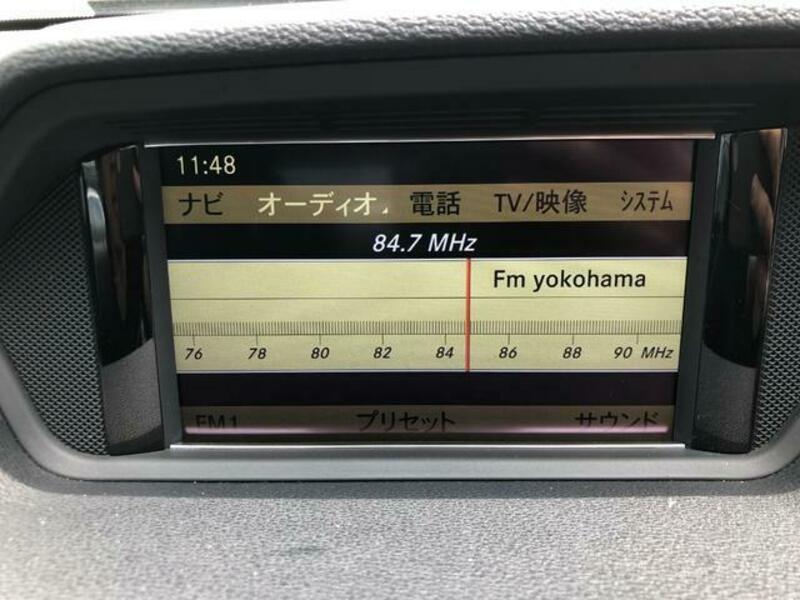 11:48
ナビ オーディオ 電話 TV/映像 システム
84.7 MHz
Fm yokohama
76 78 80 82 84 86 88 90 MHz
FM1 プリセット サウンド